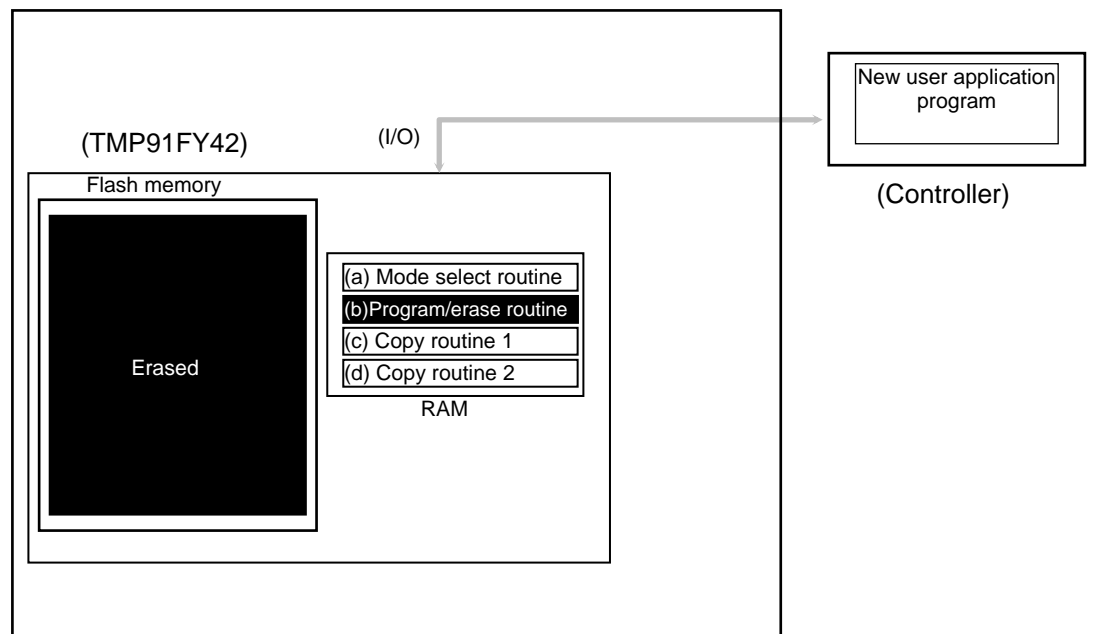 New user application
program
(TMP91FY42)
(I/O)
(Controller)
Flash memory
(a) Mode select routine
(b)Program/erase routine
(c) Copy routine 1
(d) Copy routine 2
Erased
RAM